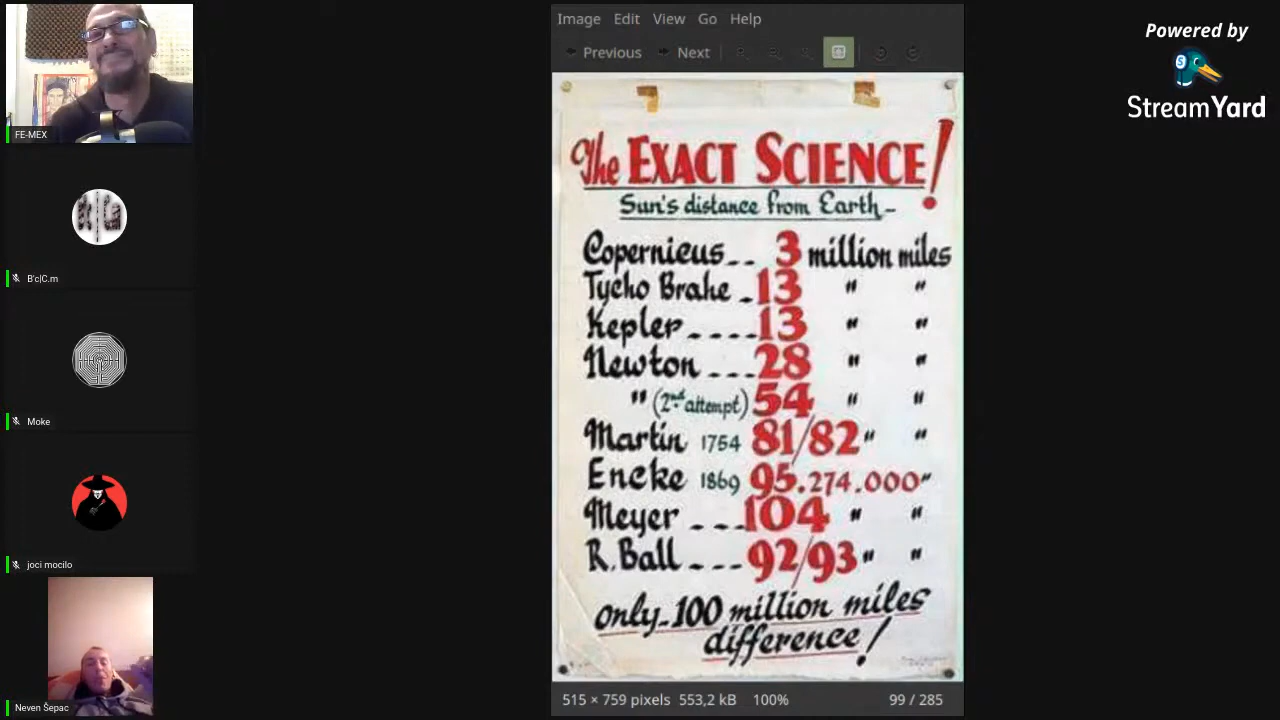 Image Edit View Go Help
Previous Next
Powered by
StreamYard
The EXACT SCIENCE!
Sun's distance from Earth-
Copernicus.. 3 million miles
Tycho Brahe .13 " "
Kepler....13 " "
Newton ...28 " "
" (2nd attempt) 54 " "
Martin 1754 81/82 " "
Encke 1869 95.274.000 "
Meyer ...104 " "
R.Ball ...92/93 " "
only-100 million miles
difference!
515 × 759 pixels 553,2 kB 100% 99 / 285
FE-MEX
B'c|C.m
Moke
joci mocilo
Neven Šepac